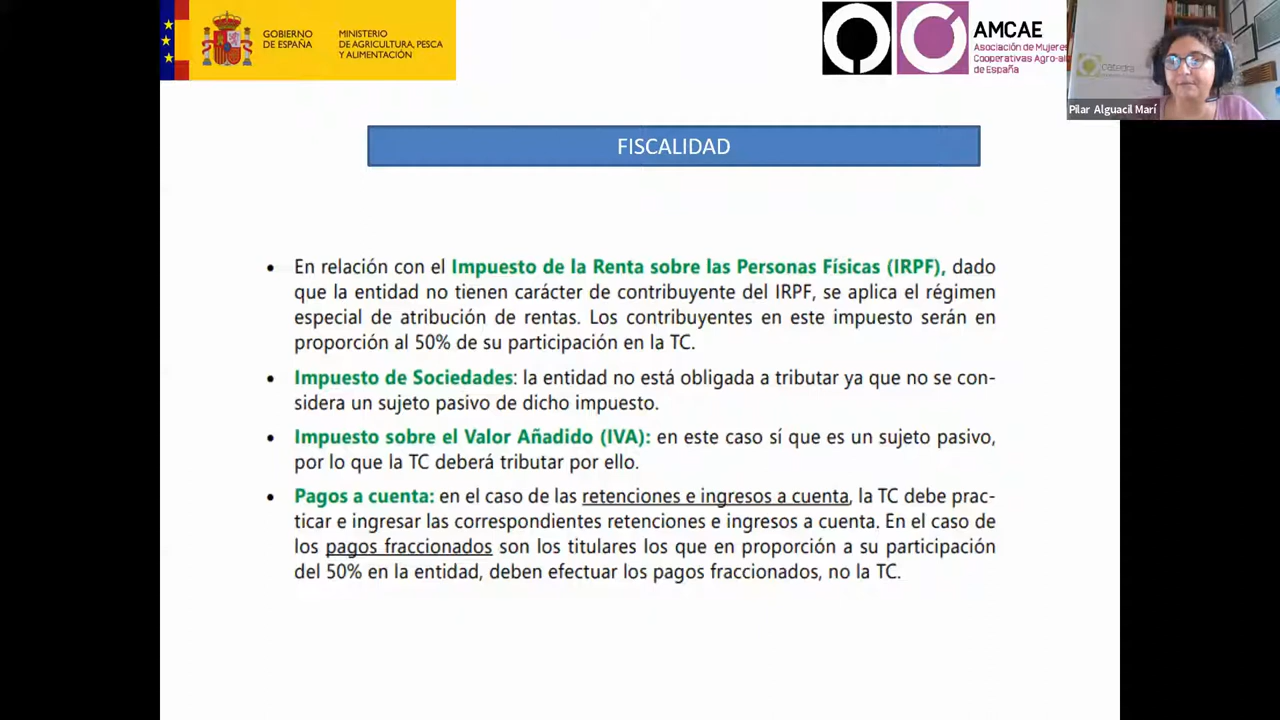 GOBIERNO
DE ESPAÑA
MINISTERIO
DE AGRICULTURA, PESCA
Y ALIMENTACIÓN
AMCAE
Asociación de Mujeres
Cooperativas Agro-al
de España
catedra
Pilar Alguacil Marí
FISCALIDAD
• En relación con el Impuesto de la Renta sobre las Personas Físicas (IRPF), dado
que la entidad no tienen carácter de contribuyente del IRPF, se aplica el régimen
especial de atribución de rentas. Los contribuyentes en este impuesto serán en
proporción al 50% de su participación en la TC.
• Impuesto de Sociedades: la entidad no está obligada a tributar ya que no se con-
sidera un sujeto pasivo de dicho impuesto.
• Impuesto sobre el Valor Añadido (IVA): en este caso sí que es un sujeto pasivo,
por lo que la TC deberá tributar por ello.
• Pagos a cuenta: en el caso de las retenciones e ingresos a cuenta, la TC debe prac-
ticar e ingresar las correspondientes retenciones e ingresos a cuenta. En el caso de
los pagos fraccionados son los titulares los que en proporción a su participación
del 50% en la entidad, deben efectuar los pagos fraccionados, no la TC.